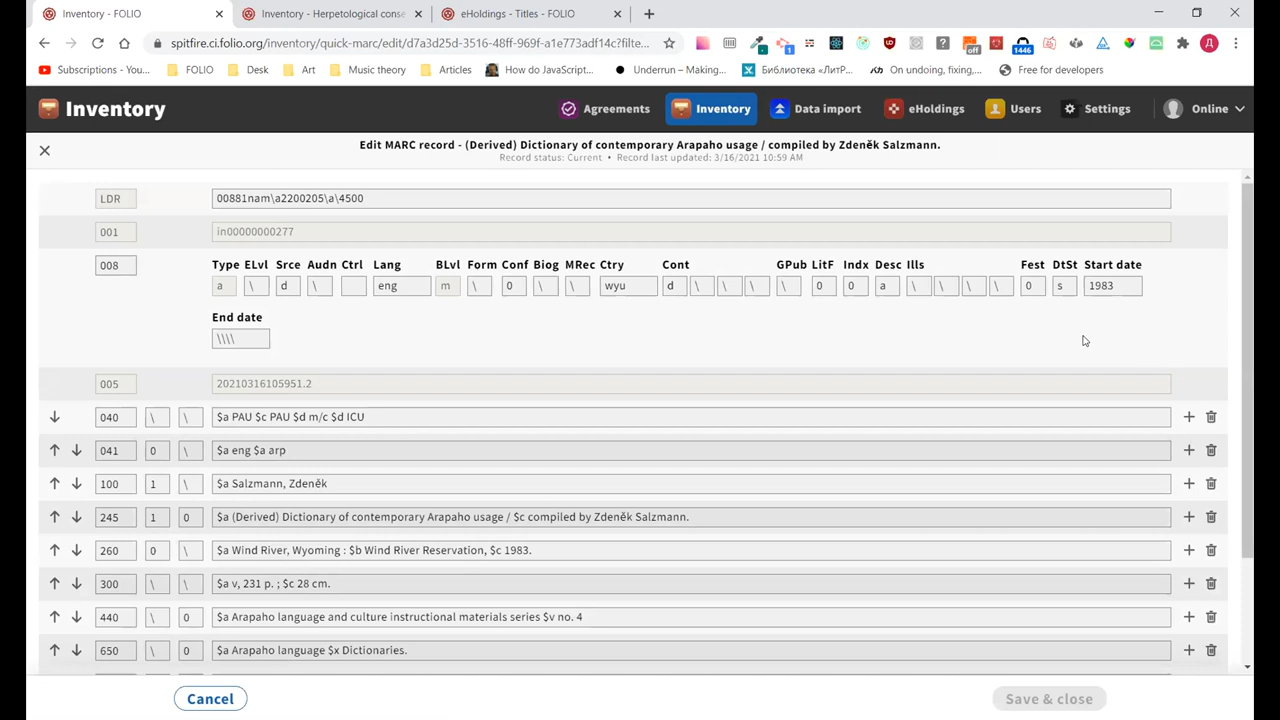 Inventory - FOLIO
Inventory - Herpetological conse
eHoldings - Titles - FOLIO
spitfire.ci.folio.org/inventory/quick-marc/edit/d7a3d25f-3516-48f6-969f-a1e773adf14c?filte...
off
1
1446
Д
Subscriptions - You...
FOLIO
Desk
Art
Music theory
Articles
How do JavaScript...
Underrun – Making...
Библиотека «ЛитР...
On undoing, fixing,...
Free for developers
Inventory
Agreements
Inventory
Data import
eHoldings
Users
Settings
Online
Edit MARC record - (Derived) Dictionary of contemporary Arapaho usage / compiled by Zdeněk Salzmann.
Record status: Current • Record last updated: 3/16/2021 10:59 AM
LDR 00881nam\a2200205\a\4500
001 in00000000277
008 Type ELvl Srce Audn Ctrl Lang BLvl Form Conf Biog MRec Ctry Cont GPub LitF Indx Desc Ills Fest DtSt Start date
a \ d \ eng m \ 0 \ \ wyu d \ \ \ \ 0 0 a \ \ \ \ 0 s 1983
End date
\\\\
005 20210316105951.2
040 \ \ $a PAU $c PAU $d m/c $d ICU
041 0 \ $a eng $a arp
100 1 \ $a Salzmann, Zdeněk
245 1 0 $a (Derived) Dictionary of contemporary Arapaho usage / $c compiled by Zdeněk Salzmann.
260 0 \ $a Wind River, Wyoming : $b Wind River Reservation, $c 1983.
300 \ \ $a v, 231 p. ; $c 28 cm.
440 \ 0 $a Arapaho language and culture instructional materials series $v no. 4
650 \ 0 $a Arapaho language $x Dictionaries.
Cancel
Save & close